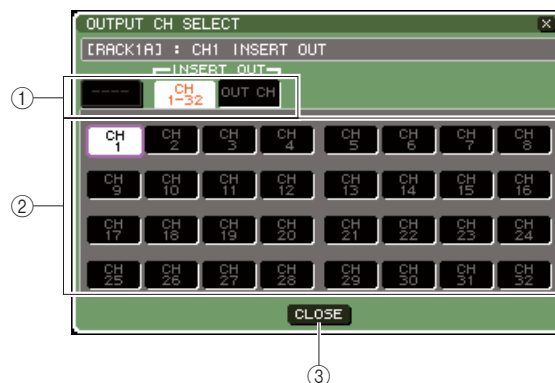 OUTPUT CH SELECT
[RACK1A] : CH1 INSERT OUT
INSERT OUT
---- CH 1-32 OUT CH
①
CH 1 CH 2 CH 3 CH 4 CH 5 CH 6 CH 7 CH 8
CH 9 CH 10 CH 11 CH 12 CH 13 CH 14 CH 15 CH 16
②
CH 17 CH 18 CH 19 CH 20 CH 21 CH 22 CH 23 CH 24
CH 25 CH 26 CH 27 CH 28 CH 29 CH 30 CH 31 CH 32
CLOSE
③